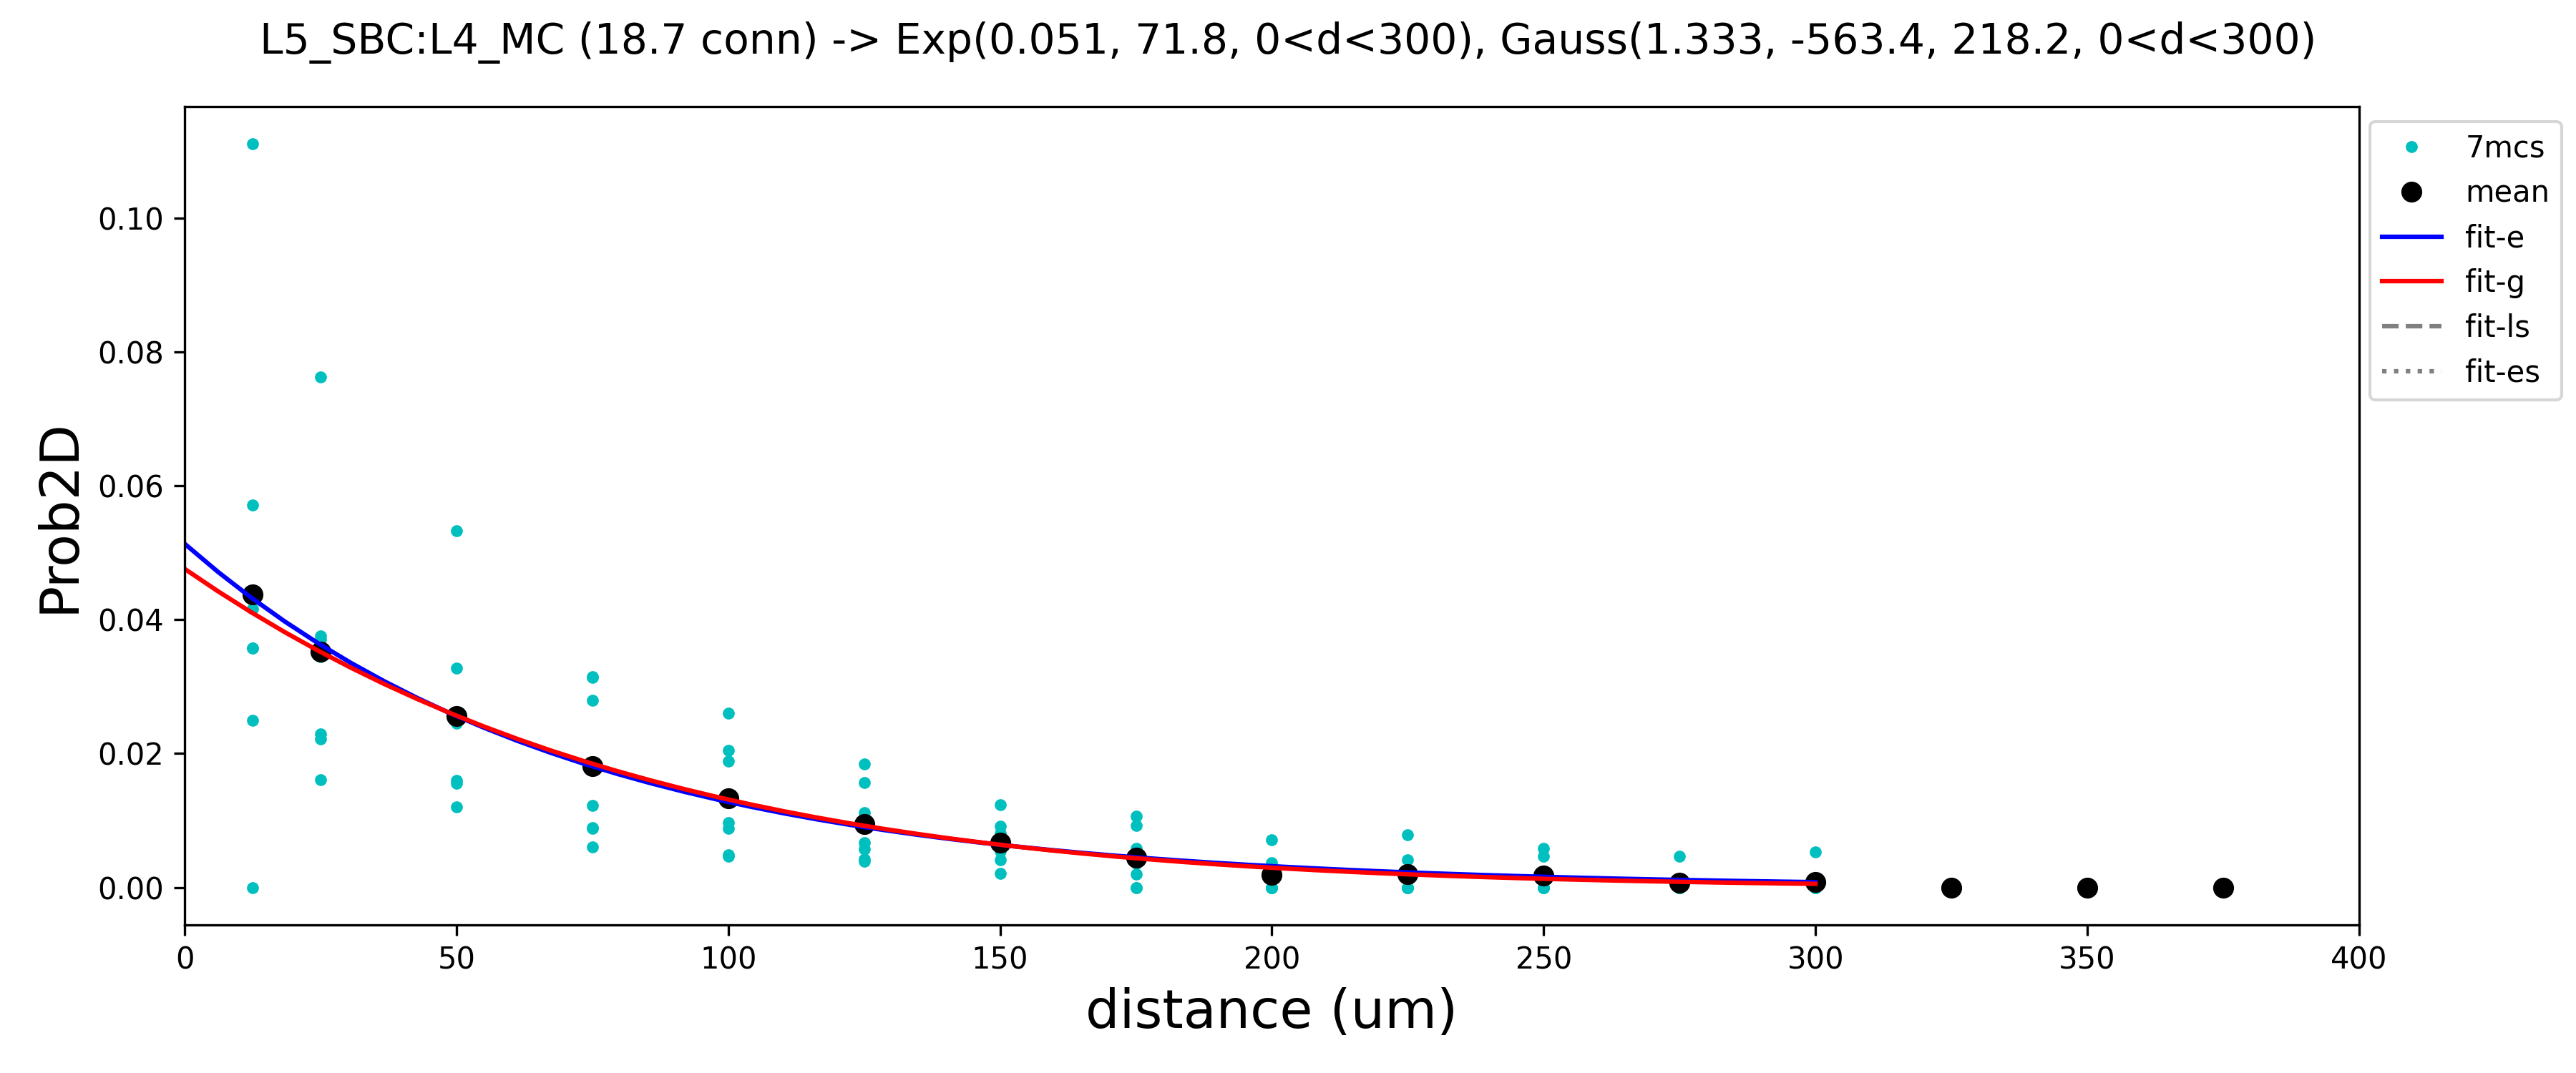 L5_SBC:L4_MC (18.7 conn) -> Exp(0.051, 71.8, 0<d<300), Gauss(1.333, -563.4, 218.2, 0<d<300)
7mcs
mean
fit-e
fit-g
fit-ls
fit-es
Prob2D
0.10
0.08
0.06
0.04
0.02
0.00
0 50 100 150 200 250 300 350 400
distance (um)